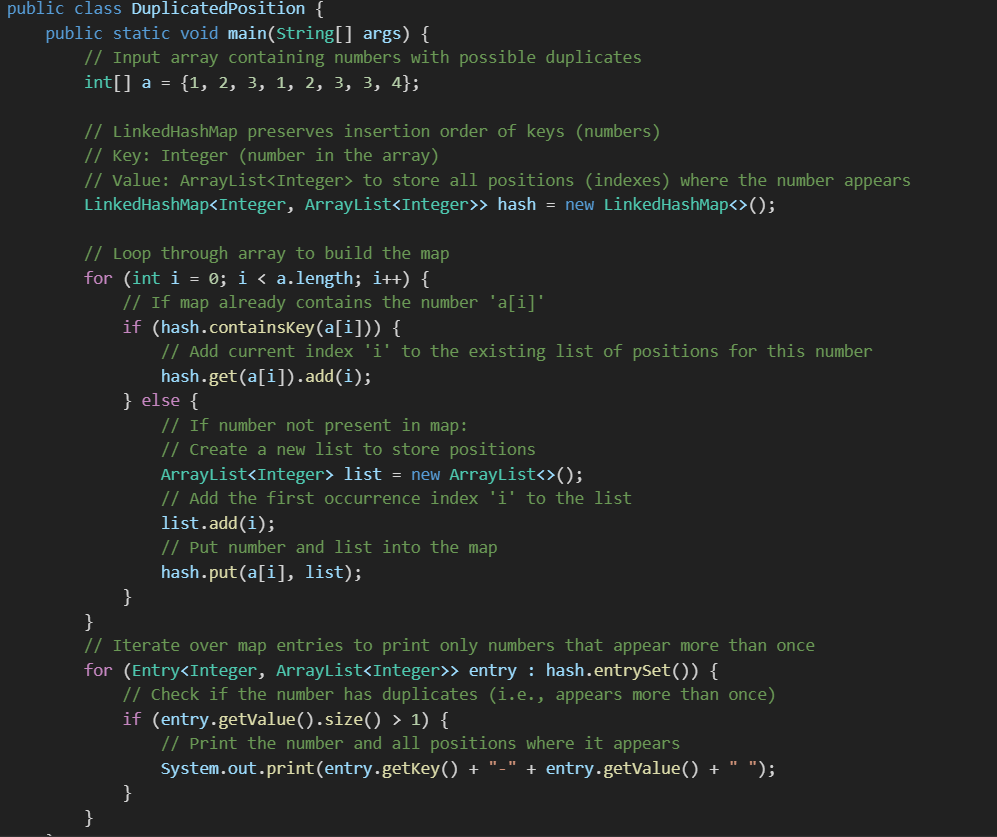 public class DuplicatedPosition {
    public static void main(String[] args) {
        // Input array containing numbers with possible duplicates
        int[] a = {1, 2, 3, 1, 2, 3, 3, 4};

        // LinkedHashMap preserves insertion order of keys (numbers)
        // Key: Integer (number in the array)
        // Value: ArrayList<Integer> to store all positions (indexes) where the number appears
        LinkedHashMap<Integer, ArrayList<Integer>> hash = new LinkedHashMap<>();

        // Loop through array to build the map
        for (int i = 0; i < a.length; i++) {
            // If map already contains the number 'a[i]'
            if (hash.containsKey(a[i])) {
                // Add current index 'i' to the existing list of positions for this number
                hash.get(a[i]).add(i);
            } else {
                // If number not present in map:
                // Create a new list to store positions
                ArrayList<Integer> list = new ArrayList<>();
                // Add the first occurrence index 'i' to the list
                list.add(i);
                // Put number and list into the map
                hash.put(a[i], list);
            }
        }
        // Iterate over map entries to print only numbers that appear more than once
        for (Entry<Integer, ArrayList<Integer>> entry : hash.entrySet()) {
            // Check if the number has duplicates (i.e., appears more than once)
            if (entry.getValue().size() > 1) {
                // Print the number and all positions where it appears
                System.out.print(entry.getKey() + "-" + entry.getValue() + " ");
            }
        }